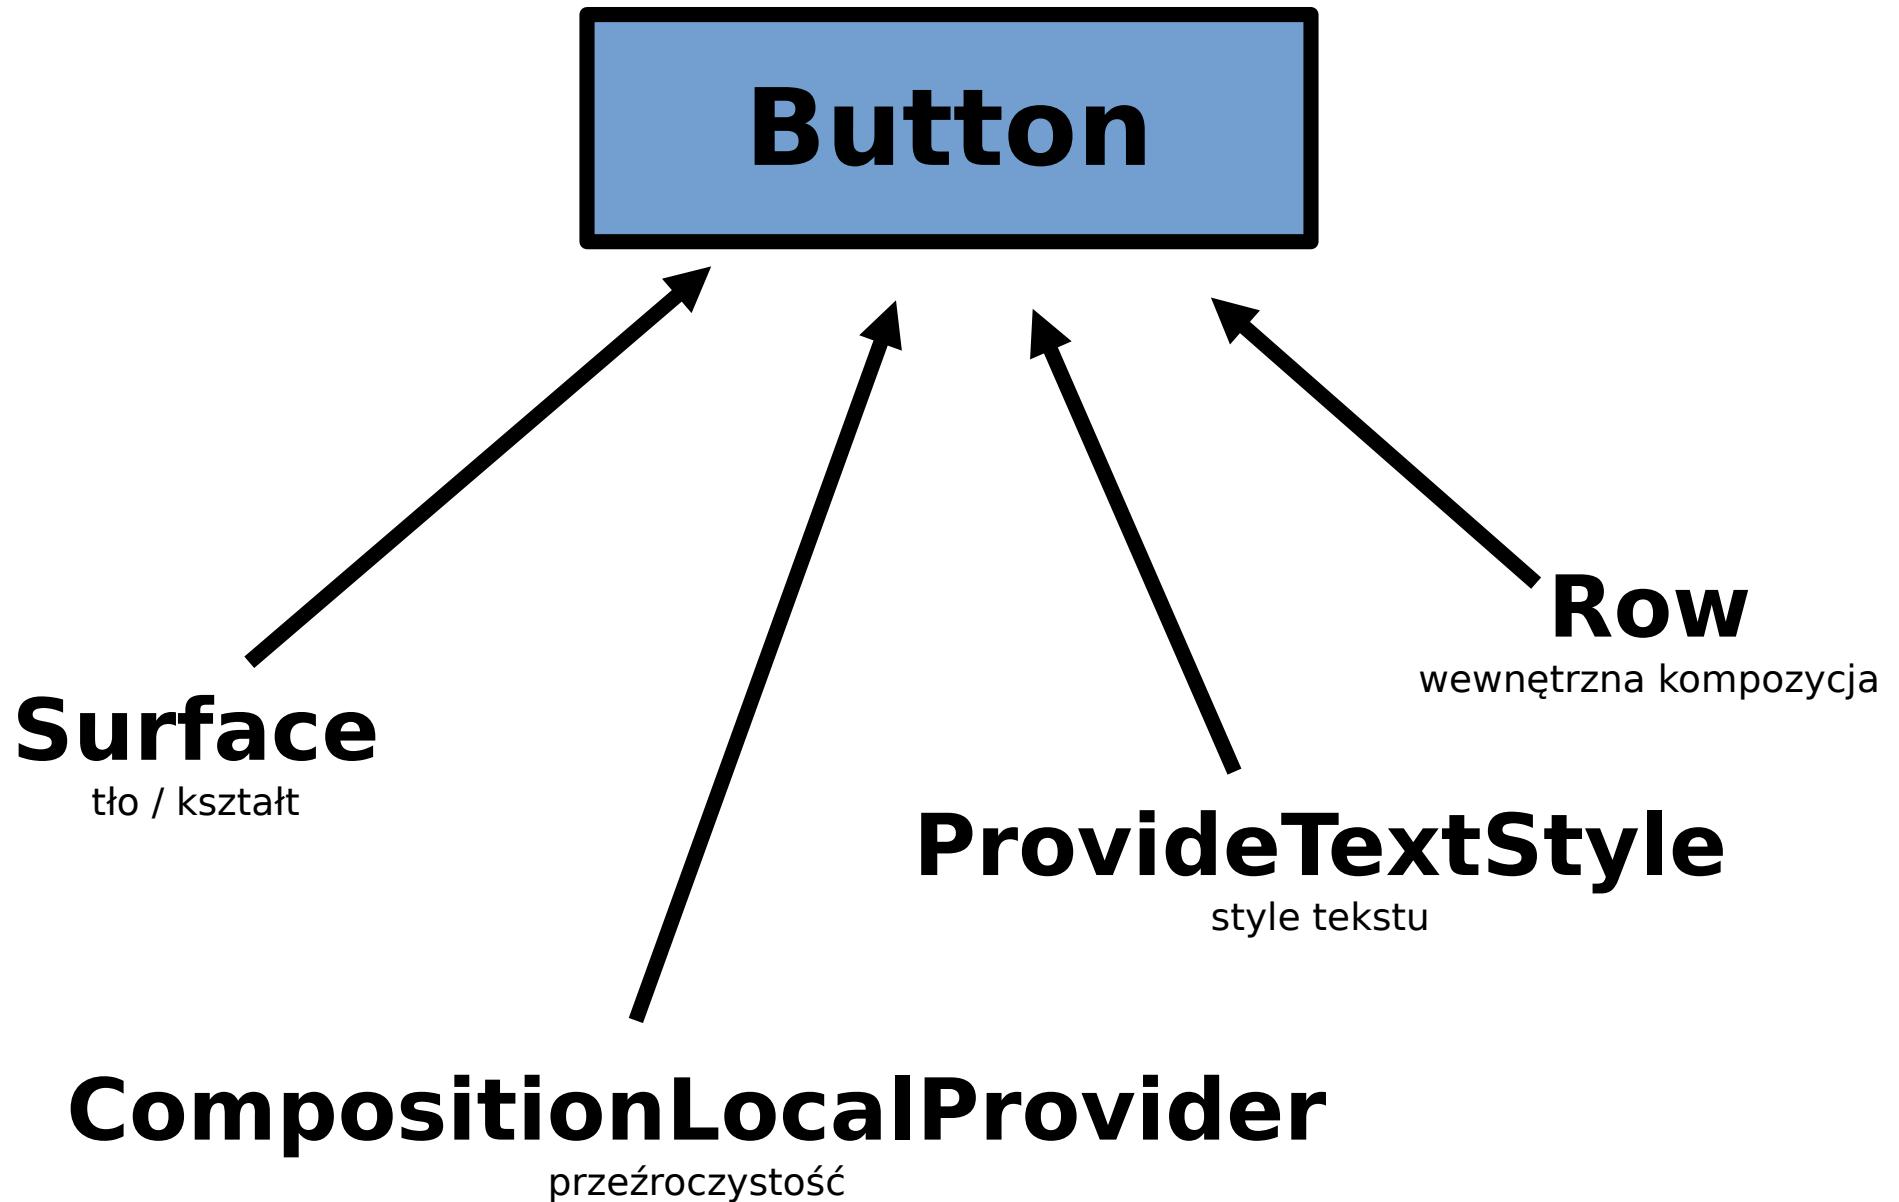 Button
Row
wewnętrzna kompozycja
Surface
tło / kształt
ProvideTextStyle
style tekstu
CompositionLocalProvider
przeźroczystość